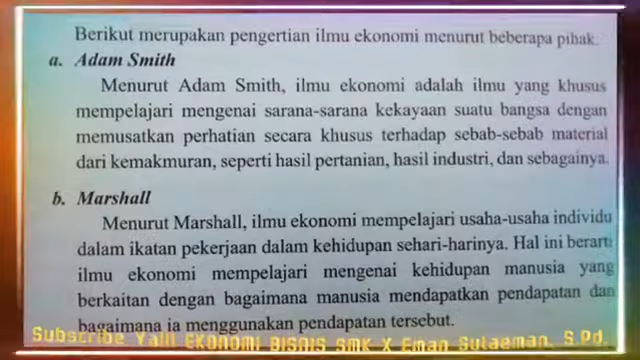 Berikut merupakan pengertian ilmu ekonomi menurut beberapa pihak.
a. Adam Smith
Menurut Adam Smith, ilmu ekonomi adalah ilmu yang khusus
mempelajari mengenai sarana-sarana kekayaan suatu bangsa dengan
memusatkan perhatian secara khusus terhadap sebab-sebab material
dari kemakmuran, seperti hasil pertanian, hasil industri, dan sebagainya.
b. Marshall
Menurut Marshall, ilmu ekonomi mempelajari usaha-usaha individu
dalam ikatan pekerjaan dalam kehidupan sehari-harinya. Hal ini berarti
ilmu ekonomi mempelajari mengenai kehidupan manusia yang
berkaitan dengan bagaimana manusia mendapatkan pendapatan dan
bagaimana ia menggunakan pendapatan tersebut.
Subscribe Yaiii EKONOMI BISNIS SMK X Eman Sulaeman, S.Pd.